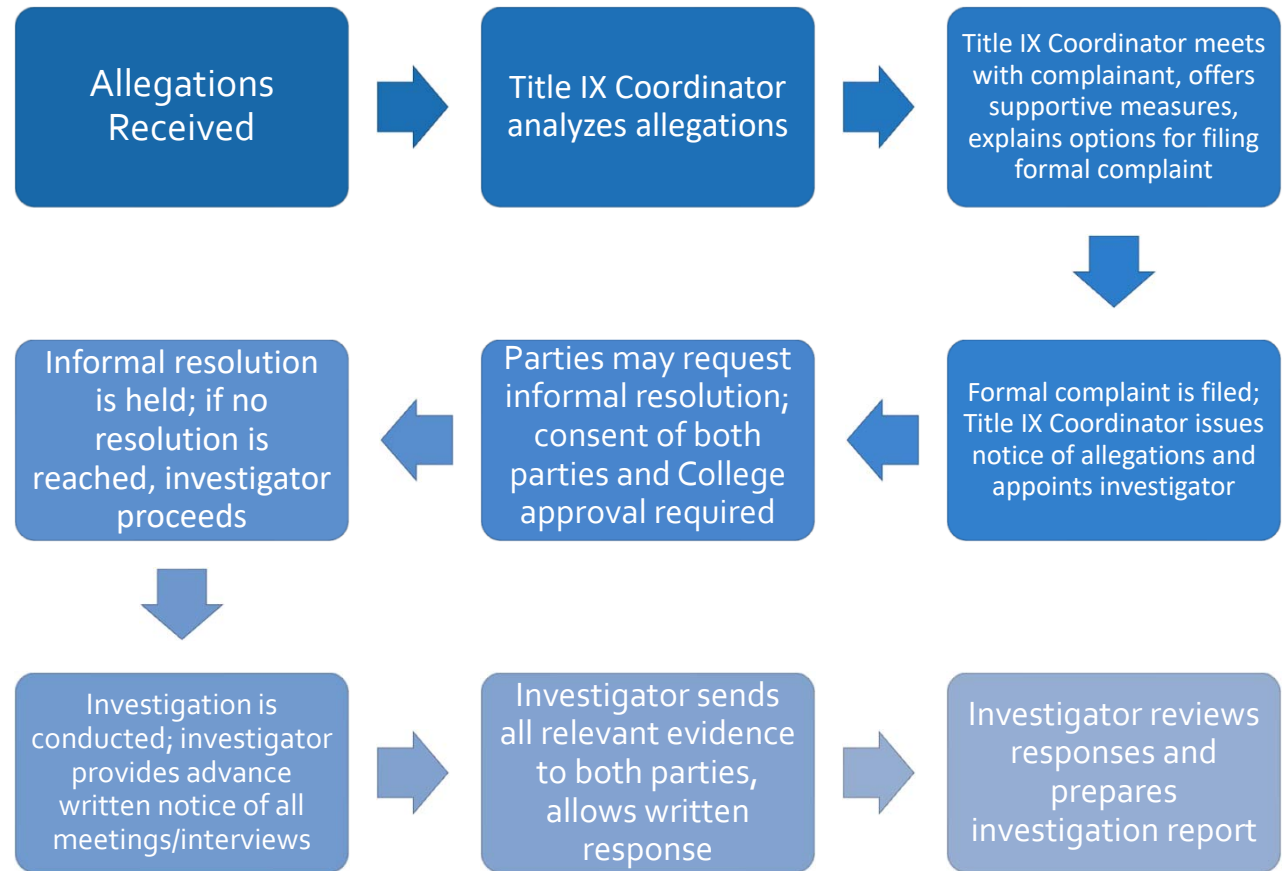 Allegations
Received
Title IX Coordinator
analyzes allegations
Title IX Coordinator meets
with complainant, offers
supportive measures,
explains options for filing
formal complaint
Formal complaint is filed;
Title IX Coordinator issues
notice of allegations and
appoints investigator
Parties may request
informal resolution;
consent of both
parties and College
approval required
Informal resolution
is held; if no
resolution is
reached, investigator
proceeds
Investigation is
conducted; investigator
provides advance
written notice of all
meetings/interviews
Investigator sends
all relevant evidence
to both parties,
allows written
response
Investigator reviews
responses and
prepares
investigation report